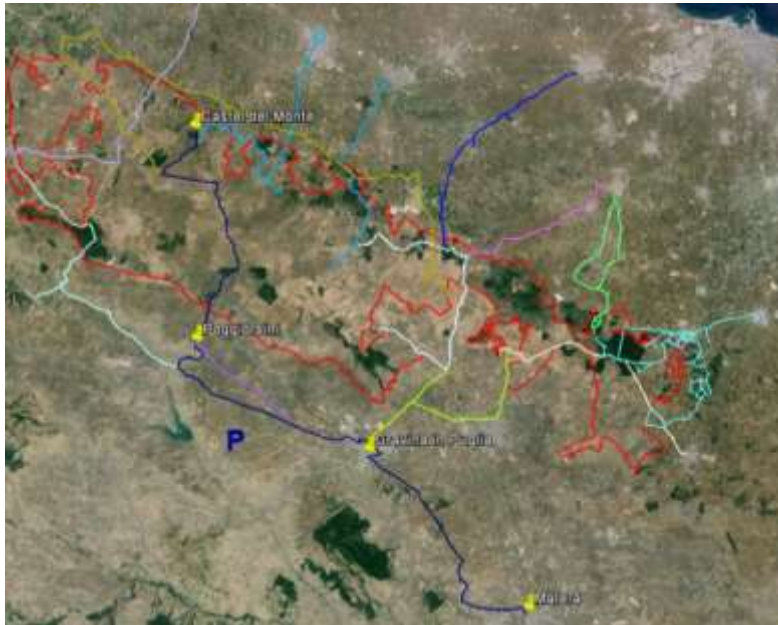 Castel del Monte
Poggiorsini
Gravina in Puglia
P
Matera